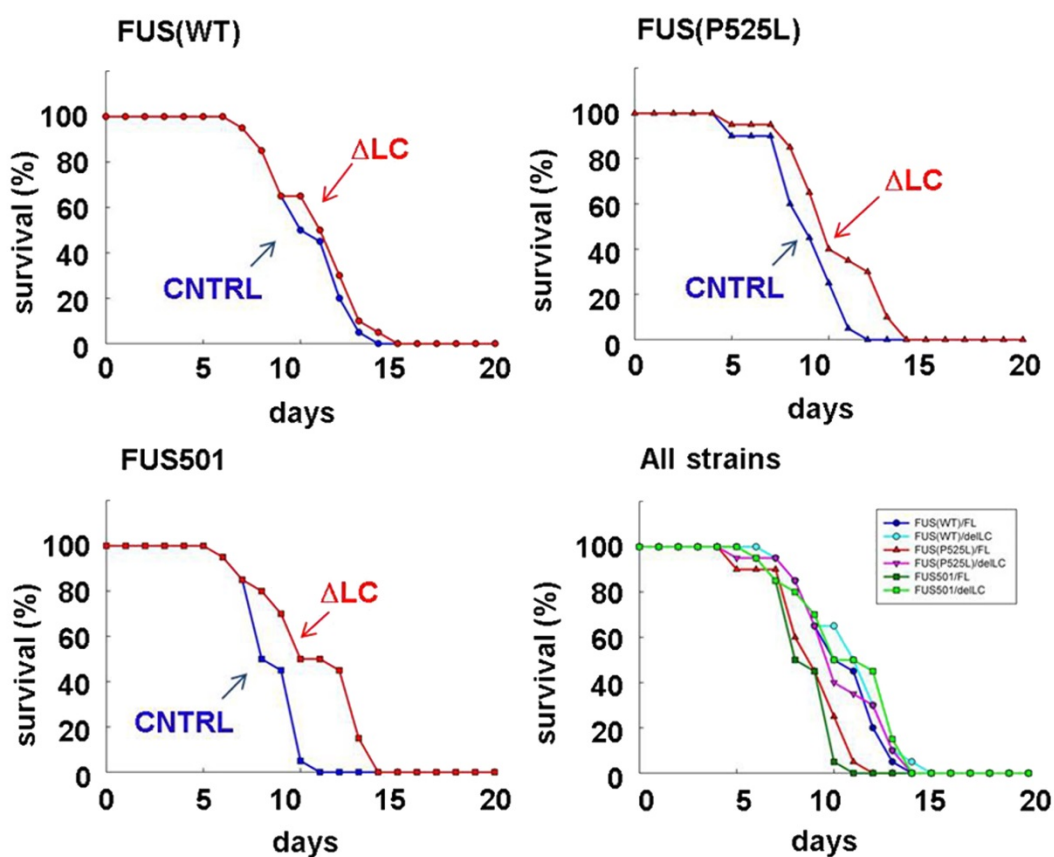 FUS(WT)
100
80
60
40
20
0
survival (%)
ΔLC
CNTRL
0 5 10 15 20
days
FUS(P525L)
100
80
60
40
20
0
survival (%)
ΔLC
CNTRL
0 5 10 15 20
days
FUS501
100
80
60
40
20
0
survival (%)
ΔLC
CNTRL
0 5 10 15 20
days
All strains
100
80
60
40
20
0
survival (%)
FUS(WT)/FL
FUS(WT)/delLC
FUS(P525L)/FL
FUS(P525L)/delLC
FUS501/FL
FUS501/delLC
0 5 10 15 20
days